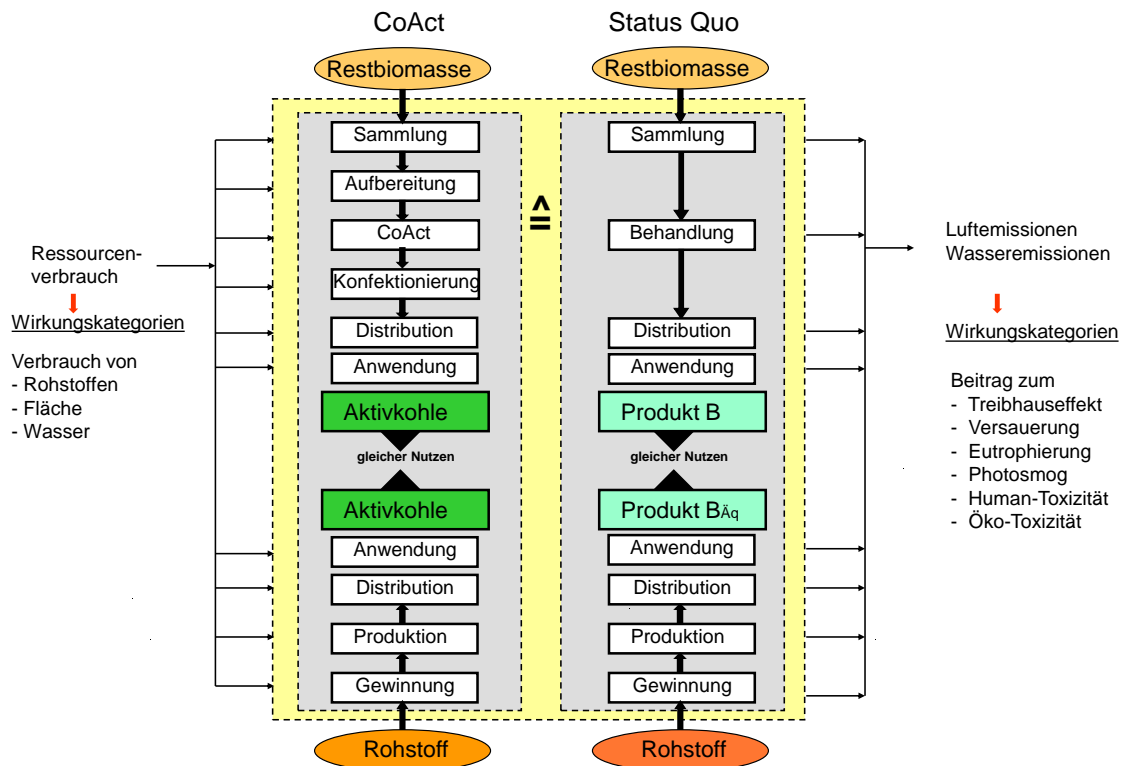 CoAct
Status Quo
Restbiomasse
Restbiomasse
Sammlung
Sammlung
Aufbereitung
CoAct
Behandlung
Konfektionierung
Distribution
Distribution
Anwendung
Anwendung
Aktivkohle
Produkt B
gleicher Nutzen
gleicher Nutzen
Aktivkohle
Produkt BÄq
Anwendung
Anwendung
Distribution
Distribution
Produktion
Produktion
Gewinnung
Gewinnung
Rohstoff
Rohstoff
≙
Ressourcen-
verbrauch
Wirkungskategorien
Verbrauch von
- Rohstoffen
- Fläche
- Wasser
Luftemissionen
Wasseremissionen
Wirkungskategorien
Beitrag zum
- Treibhauseffekt
- Versauerung
- Eutrophierung
- Photosmog
- Human-Toxizität
- Öko-Toxizität